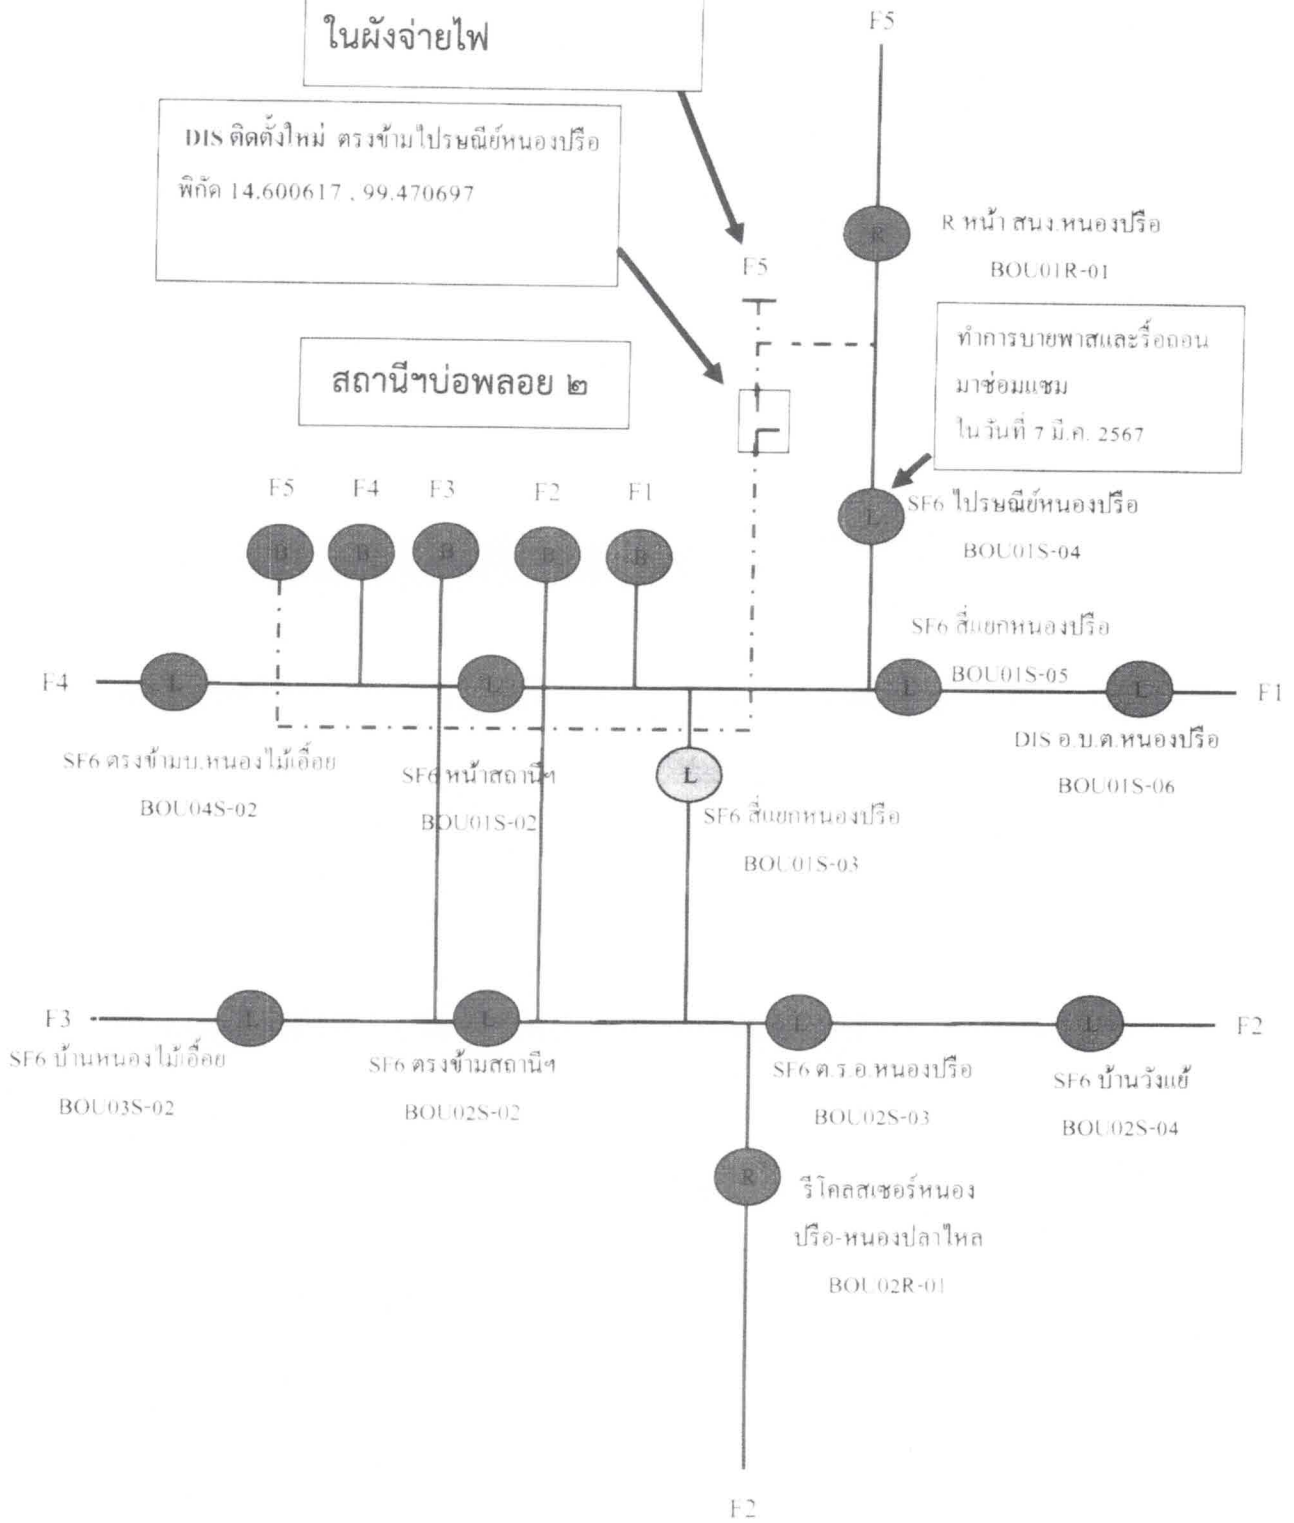 ในผังจ่ายไฟ
F5
DIS ติดตั้งใหม่ ตรงข้ามไปรษณีย์หนองปรือ
พิกัด 14.600617 , 99.470697
R
R หน้า สนง.หนองปรือ
BOU01R-01
F5
สถานีฯบ่อพลอย ๒
ทำการบายพาสและรื้อถอน
มาซ่อมแซม
ในวันที่ 7 มี.ค. 2567
F5 F4 F3 F2 F1
L
SF6 ไปรษณีย์หนองปรือ
BOU01S-04
B B B B B
SF6 สี่แยกหนองปรือ
BOU01S-05
F4 L L L L F1
SF6 ตรงข้ามบ.หนองไม้เอื้อย
BOU04S-02
SF6 หน้าสถานีฯ
BOU01S-02
L
SF6 สี่แยกหนองปรือ
BOU01S-03
DIS อ.บ.ต.หนองปรือ
BOU01S-06
F3 L L L L F2
SF6 บ้านหนองไม้เอื้อย
BOU03S-02
SF6 ตรงข้ามสถานีฯ
BOU02S-02
SF6 ต.ร.อ.หนองปรือ
BOU02S-03
SF6 บ้านวังแย้
BOU02S-04
R
รีโคลสเซอร์หนอง
ปรือ-หนองปลาไหล
BOU02R-01
F2